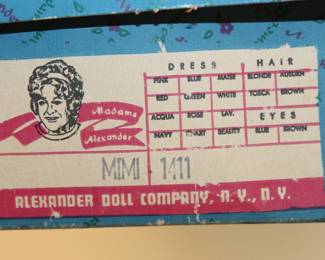 DRESS HAIR
PINK BLUE MAIZE BLONDE AUBURN
RED GREEN WHITE TOSCA BROWN
ACQUA ROSE LAV. EYES
NAVY CHART BEAUTY BLUE BROWN
Madame
Alexander
MIMI 1411
ALEXANDER DOLL COMPANY, N.Y., N.Y.